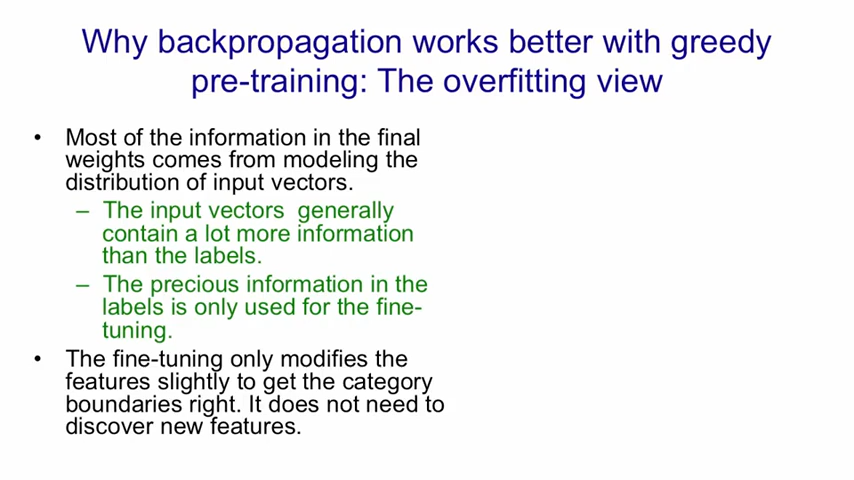 Why backpropagation works better with greedy
pre-training: The overfitting view
• Most of the information in the final
weights comes from modeling the
distribution of input vectors.
– The input vectors generally
contain a lot more information
than the labels.
– The precious information in the
labels is only used for the fine-
tuning.
• The fine-tuning only modifies the
features slightly to get the category
boundaries right. It does not need to
discover new features.